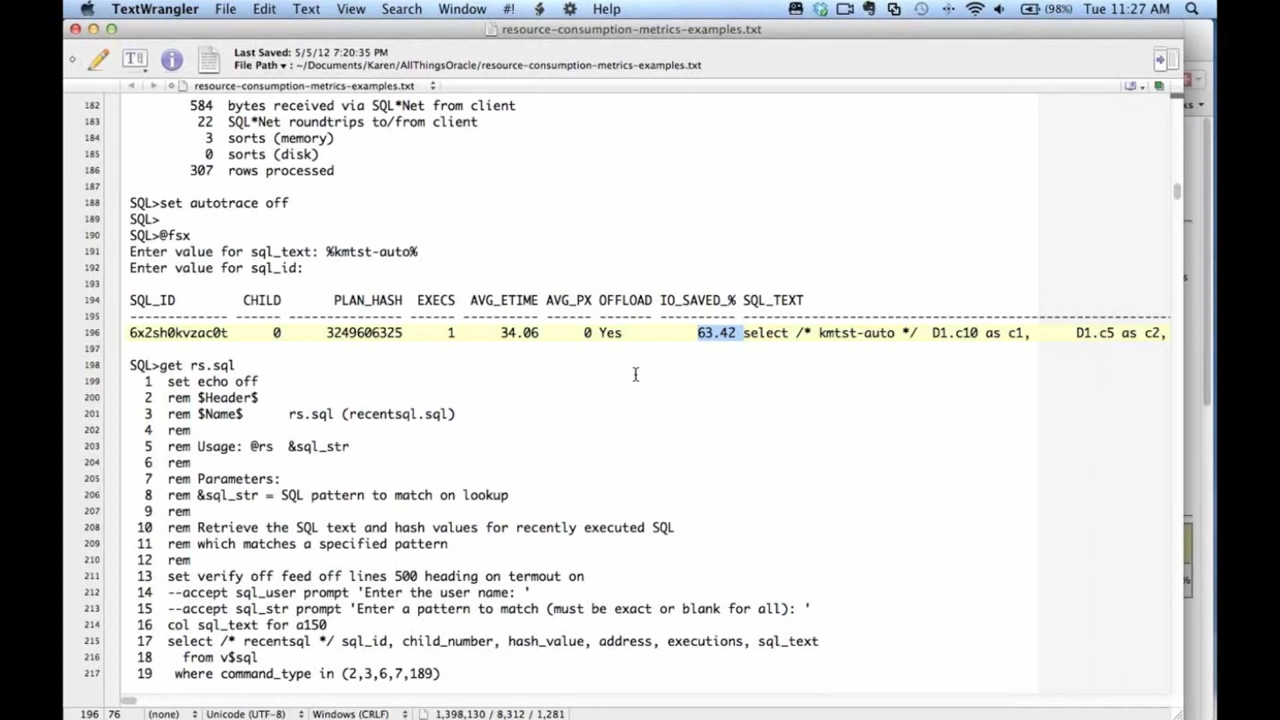 TextWrangler File Edit Text View Search Window #! Help (98%) Tue 11:27 AM
resource-consumption-metrics-examples.txt
Last Saved: 5/5/12 7:20:35 PM
File Path ▾ : ~/Documents/Karen/AllThingsOracle/resource-consumption-metrics-examples.txt
resource-consumption-metrics-examples.txt
182 584 bytes received via SQL*Net from client
183 22 SQL*Net roundtrips to/from client
184 3 sorts (memory)
185 0 sorts (disk)
186 307 rows processed
187
188 SQL>set autotrace off
189 SQL>
190 SQL>@fsx
191 Enter value for sql_text: %kmtst-auto%
192 Enter value for sql_id:
193
194 SQL_ID CHILD PLAN_HASH EXECS AVG_ETIME AVG_PX OFFLOAD IO_SAVED_% SQL_TEXT
195 ------------- ------ ------------ ------ ---------- ------ ------- ---------- ----------------------------------------
196 6x2sh0kvzac0t 0 3249606325 1 34.06 0 Yes 63.42 select /* kmtst-auto */ D1.c10 as c1, D1.c5 as c2,
197
198 SQL>get rs.sql
199 1 set echo off
200 2 rem $Header$
201 3 rem $Name$ rs.sql (recentsql.sql)
202 4 rem
203 5 rem Usage: @rs &sql_str
204 6 rem
205 7 rem Parameters:
206 8 rem &sql_str = SQL pattern to match on lookup
207 9 rem
208 10 rem Retrieve the SQL text and hash values for recently executed SQL
209 11 rem which matches a specified pattern
210 12 rem
211 13 set verify off feed off lines 500 heading on termout on
212 14 --accept sql_user prompt 'Enter the user name: '
213 15 --accept sql_str prompt 'Enter a pattern to match (must be exact or blank for all): '
214 16 col sql_text for a150
215 17 select /* recentsql */ sql_id, child_number, hash_value, address, executions, sql_text
216 18 from v$sql
217 19 where command_type in (2,3,6,7,189)
196 76 (none) Unicode (UTF-8) Windows (CRLF) 1,398,130 / 8,312 / 1,281